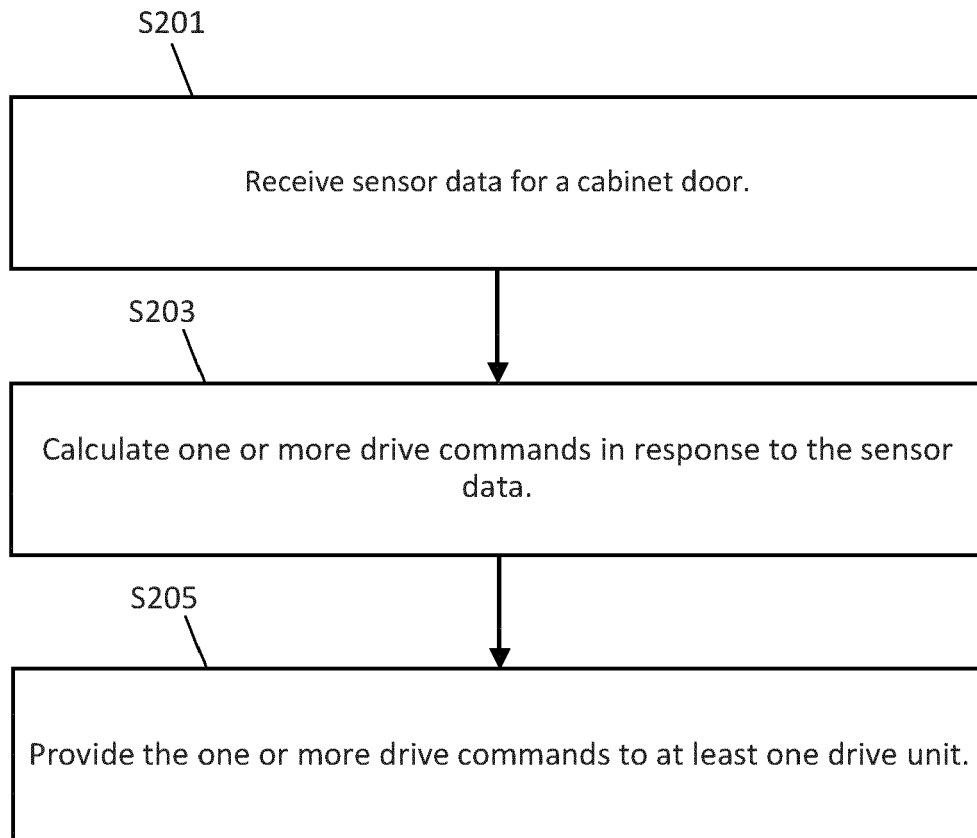 S201
Receive sensor data for a cabinet door.
S203
Calculate one or more drive commands in response to the sensor
data.
S205
Provide the one or more drive commands to at least one drive unit.